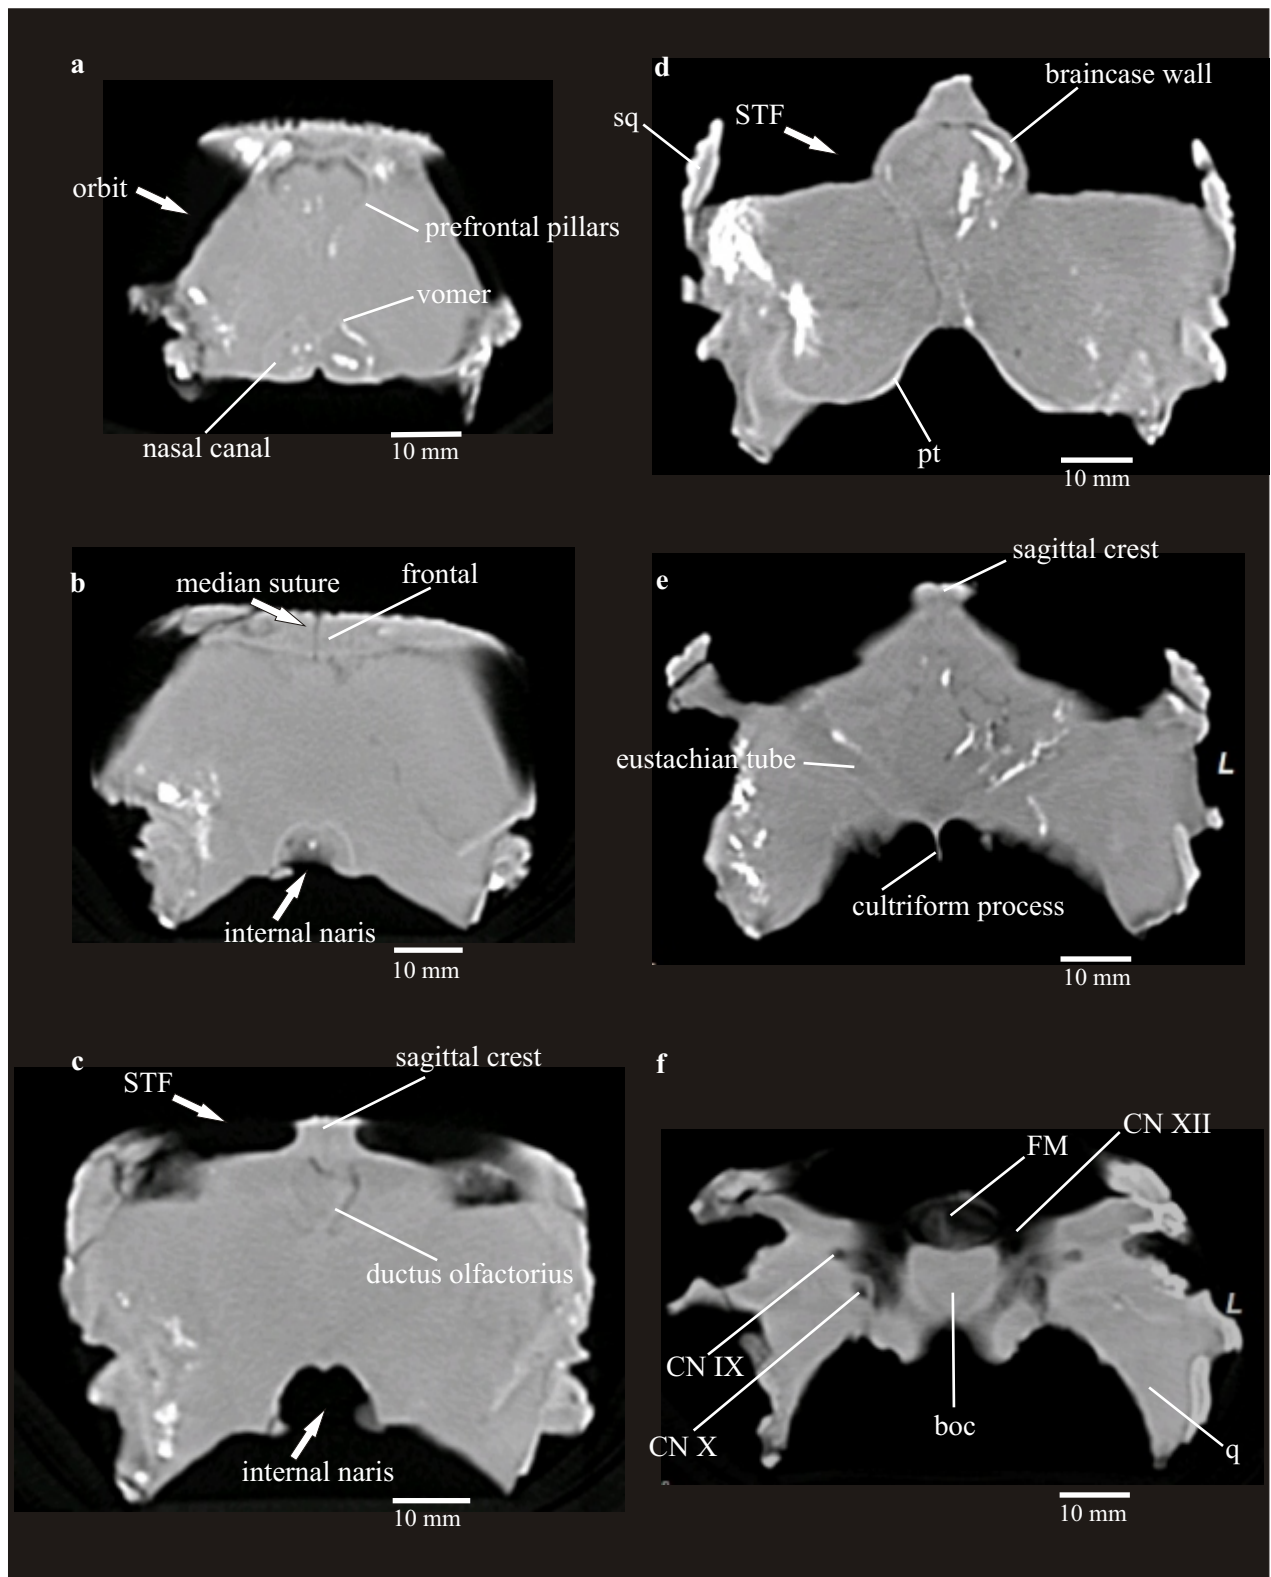 a
orbit
prefrontal pillars
vomer
nasal canal
10 mm
b
median suture
frontal
internal naris
10 mm
c
STF
sagittal crest
ductus olfactorius
internal naris
10 mm
d
sq
STF
braincase wall
pt
10 mm
e
sagittal crest
eustachian tube
L
cultriform process
10 mm
f
CN XII
FM
L
CN IX
CN X
boc
q
10 mm